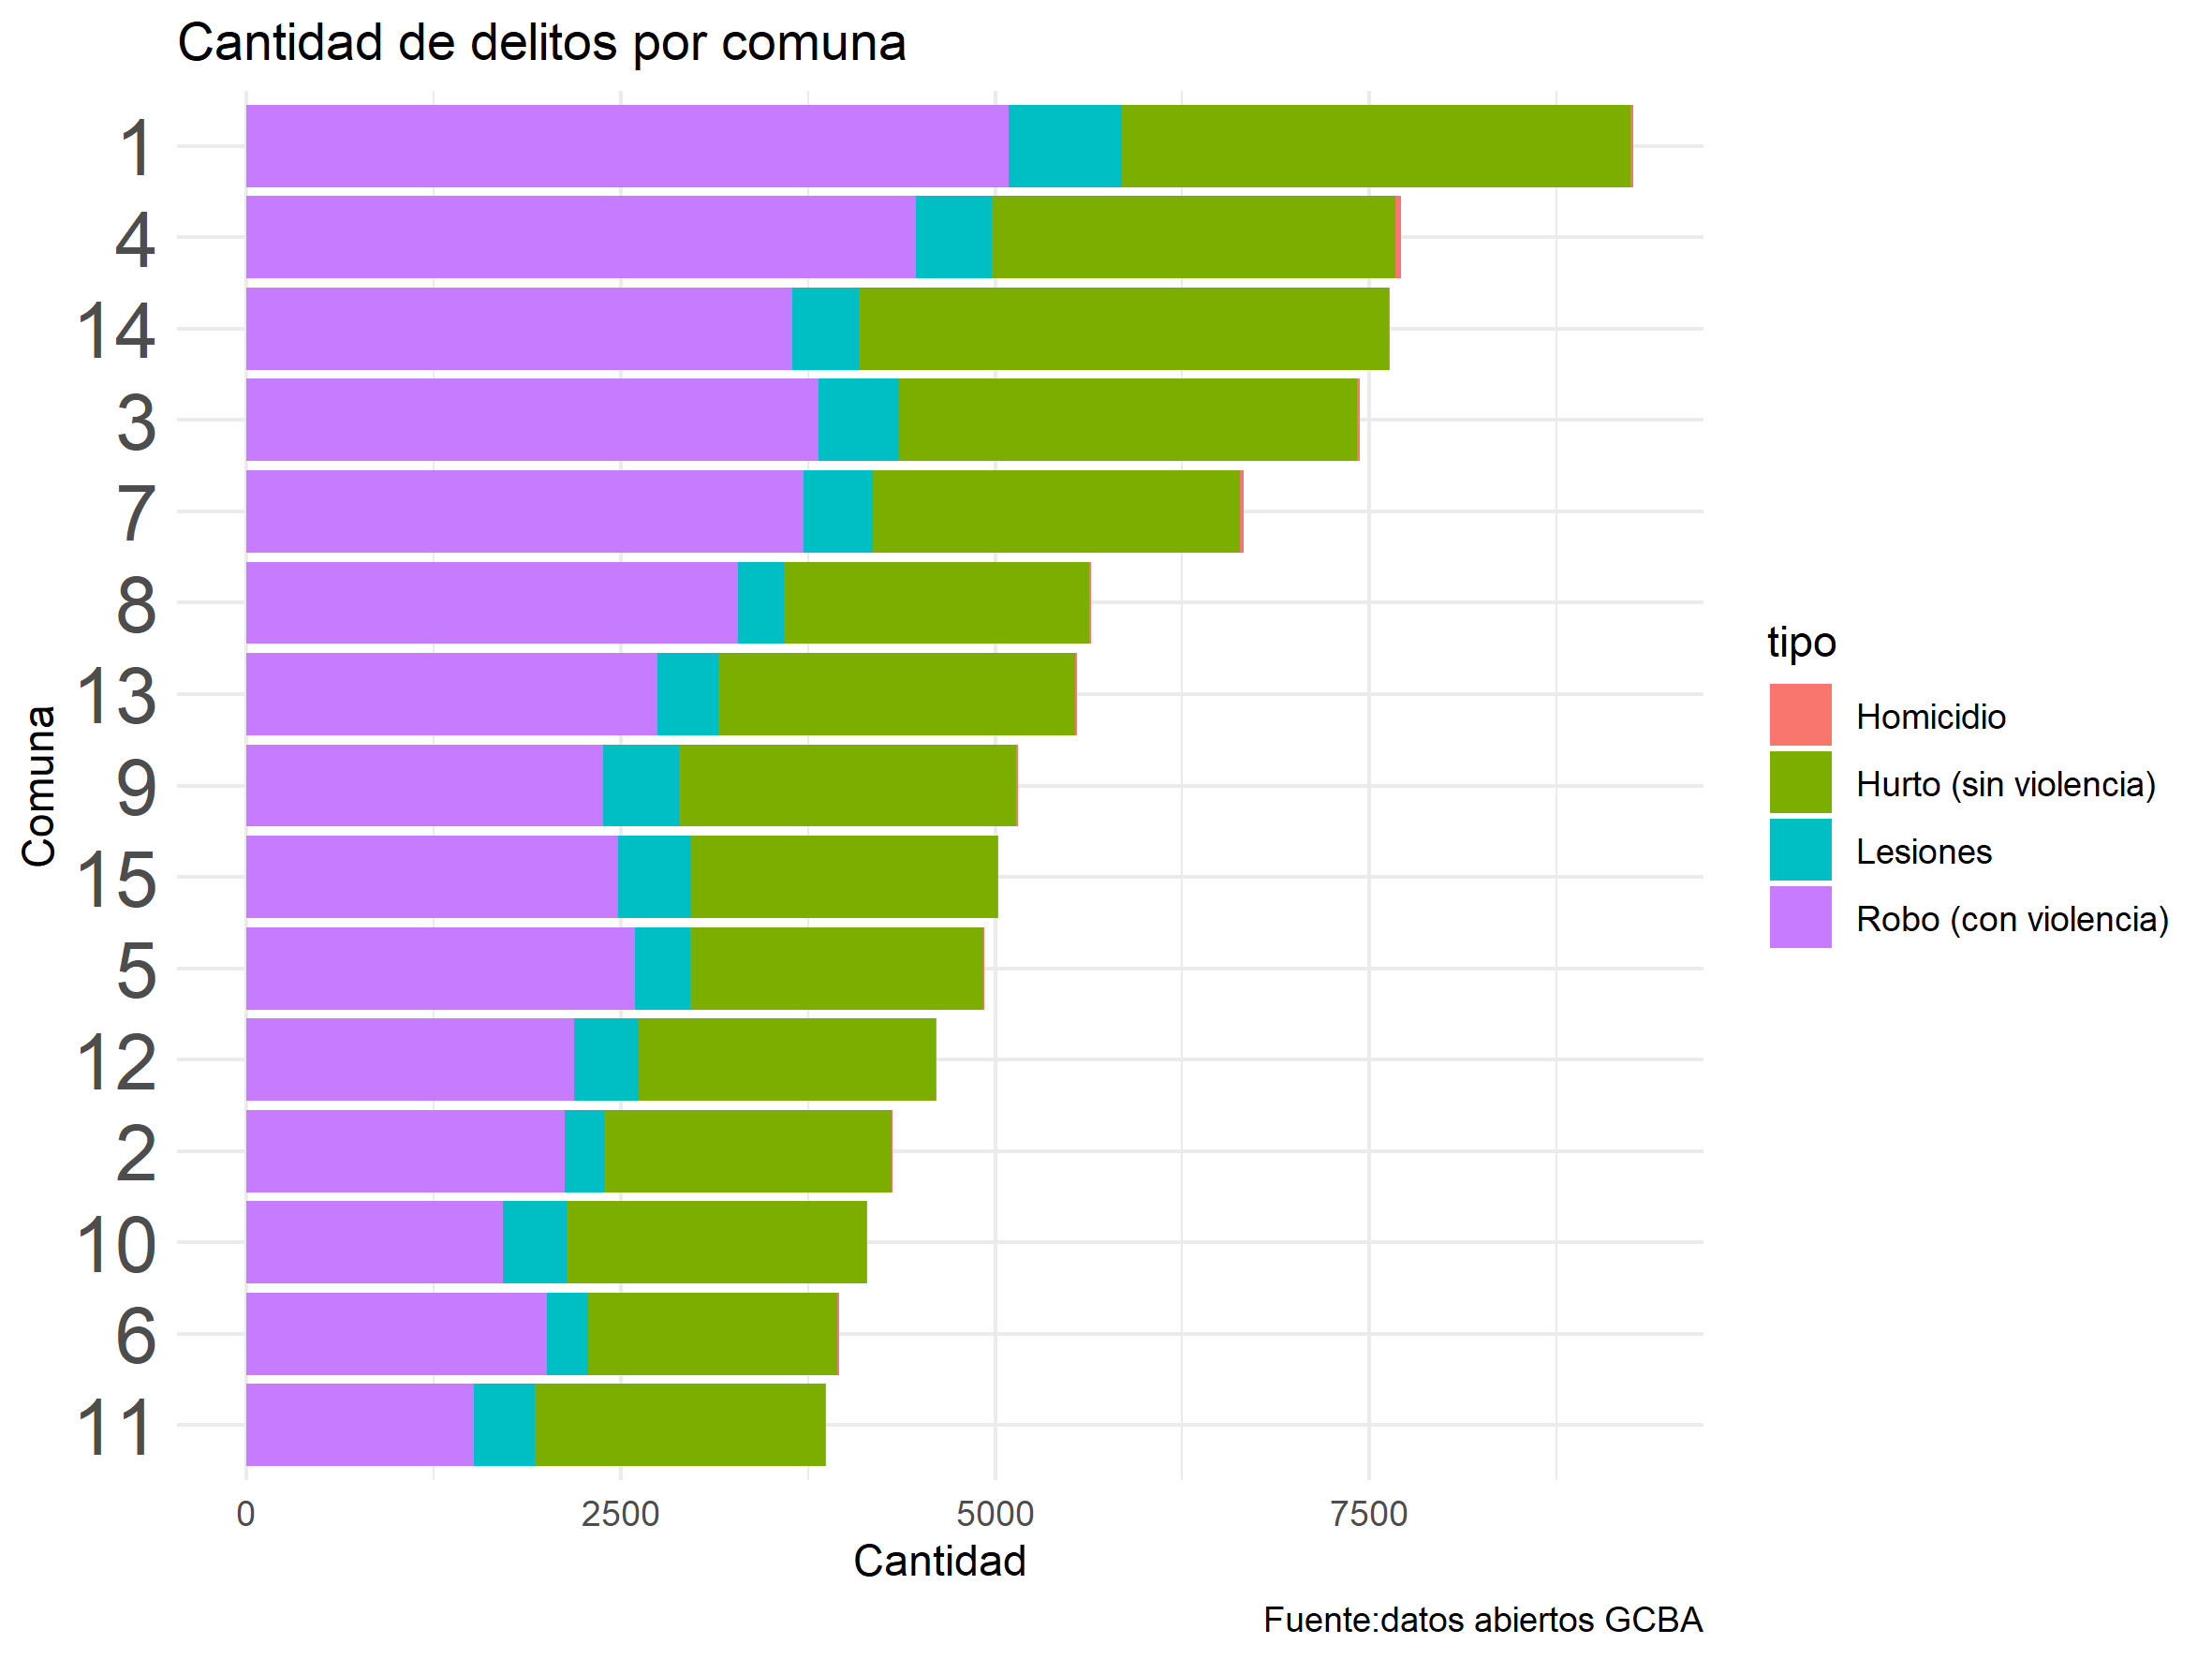 Cantidad de delitos por comuna
1
4
14
3
7
8
13
9
15
5
12
2
10
6
11
Comuna
0 2500 5000 7500
Cantidad
tipo
Homicidio
Hurto (sin violencia)
Lesiones
Robo (con violencia)
Fuente:datos abiertos GCBA